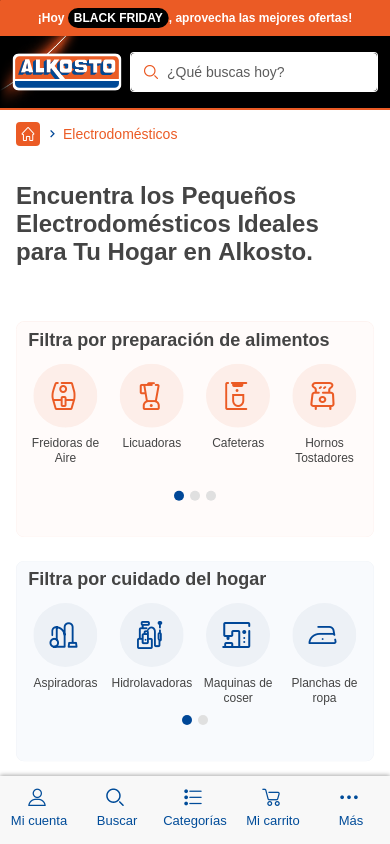 ¡Hoy BLACK FRIDAY, aprovecha las mejores ofertas!
ALKOSTO
¿Qué buscas hoy?
Electrodomésticos
Encuentra los Pequeños
Electrodomésticos Ideales
para Tu Hogar en Alkosto.
Filtra por preparación de alimentos
Freidoras de Aire
Licuadoras
Cafeteras
Hornos Tostadores
Filtra por cuidado del hogar
Aspiradoras
Hidrolavadoras
Maquinas de coser
Planchas de ropa
Mi cuenta
Buscar
Categorías
Mi carrito
Más